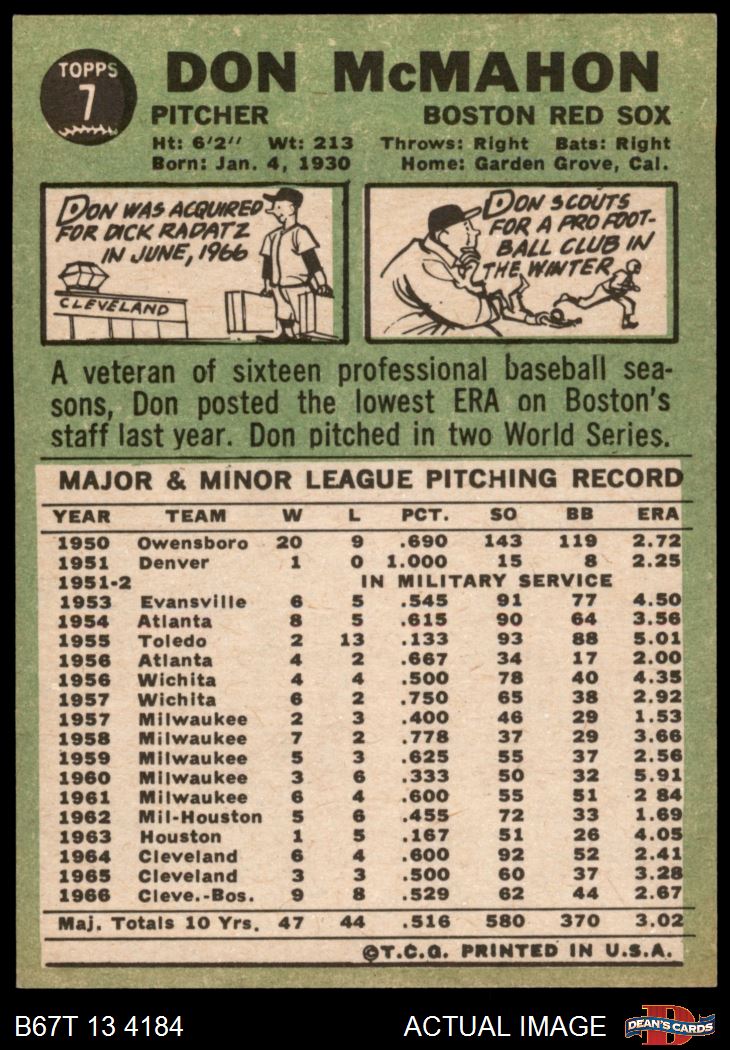 TOPPS
7
DON McMAHON
PITCHER BOSTON RED SOX
Ht: 6'2" Wt: 213 Throws: Right Bats: Right
Born: Jan. 4, 1930 Home: Garden Grove, Cal.
DON WAS ACQUIRED
FOR DICK RADATZ
IN JUNE, 1966
CLEVELAND
DON SCOUTS
FOR A PRO FOOT-
BALL CLUB IN
THE WINTER
A veteran of sixteen professional baseball sea-
sons, Don posted the lowest ERA on Boston's
staff last year. Don pitched in two World Series.
MAJOR & MINOR LEAGUE PITCHING RECORD
YEAR TEAM W L PCT. SO BB ERA
1950 Owensboro 20 9 .690 143 119 2.72
1951 Denver 1 0 1.000 15 8 2.25
1951-2 IN MILITARY SERVICE
1953 Evansville 6 5 .545 91 77 4.50
1954 Atlanta 8 5 .615 90 64 3.56
1955 Toledo 2 13 .133 93 88 5.01
1956 Atlanta 4 2 .667 34 17 2.00
1956 Wichita 4 4 .500 78 40 4.35
1957 Wichita 6 2 .750 65 38 2.92
1957 Milwaukee 2 3 .400 46 29 1.53
1958 Milwaukee 7 2 .778 37 29 3.66
1959 Milwaukee 5 3 .625 55 37 2.56
1960 Milwaukee 3 6 .333 50 32 5.91
1961 Milwaukee 6 4 .600 55 51 2 84
1962 Mil-Houston 5 6 .455 72 33 1.69
1963 Houston 1 5 .167 51 26 4.05
1964 Cleveland 6 4 .600 92 52 2.41
1965 Cleveland 3 3 .500 60 37 3.28
1966 Cleve.-Bos. 9 8 .529 62 44 2.67
Maj. Totals 10 Yrs. 47 44 .516 580 370 3.02
©T.C.G. PRINTED IN U.S.A.
B67T 13 4184 ACTUAL IMAGE
D
DEAN'S CARDS